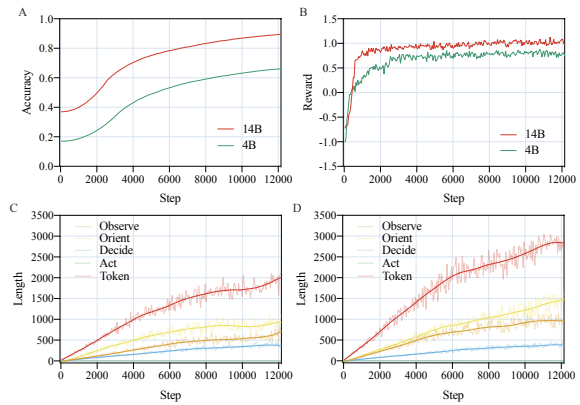 A
B
1.0
0.8
0.6
0.4
0.2
0.0
Accuracy
14B
4B
0
2000
4000
6000
8000
10000
12000
Step
1.5
1.0
0.5
0.0
-0.5
-1.0
-1.5
Reward
14B
4B
0
2000
4000
6000
8000
10000
12000
Step
C
D
3500
3000
2500
2000
1500
1000
500
0
Length
Observe
Orient
Decide
Act
Token
0
2000
4000
6000
8000
10000
12000
Step
3500
3000
2500
2000
1500
1000
500
0
Length
Observe
Orient
Decide
Act
Token
0
2000
4000
6000
8000
10000
12000
Step